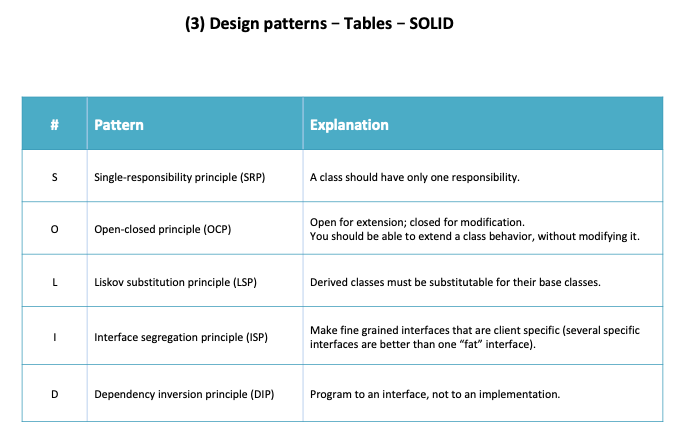 (3) Design patterns – Tables – SOLID
# Pattern Explanation
S Single-responsibility principle (SRP) A class should have only one responsibility.
O Open-closed principle (OCP) Open for extension; closed for modification.
You should be able to extend a class behavior, without modifying it.
L Liskov substitution principle (LSP) Derived classes must be substitutable for their base classes.
I Interface segregation principle (ISP) Make fine grained interfaces that are client specific (several specific
interfaces are better than one “fat” interface).
D Dependency inversion principle (DIP) Program to an interface, not to an implementation.